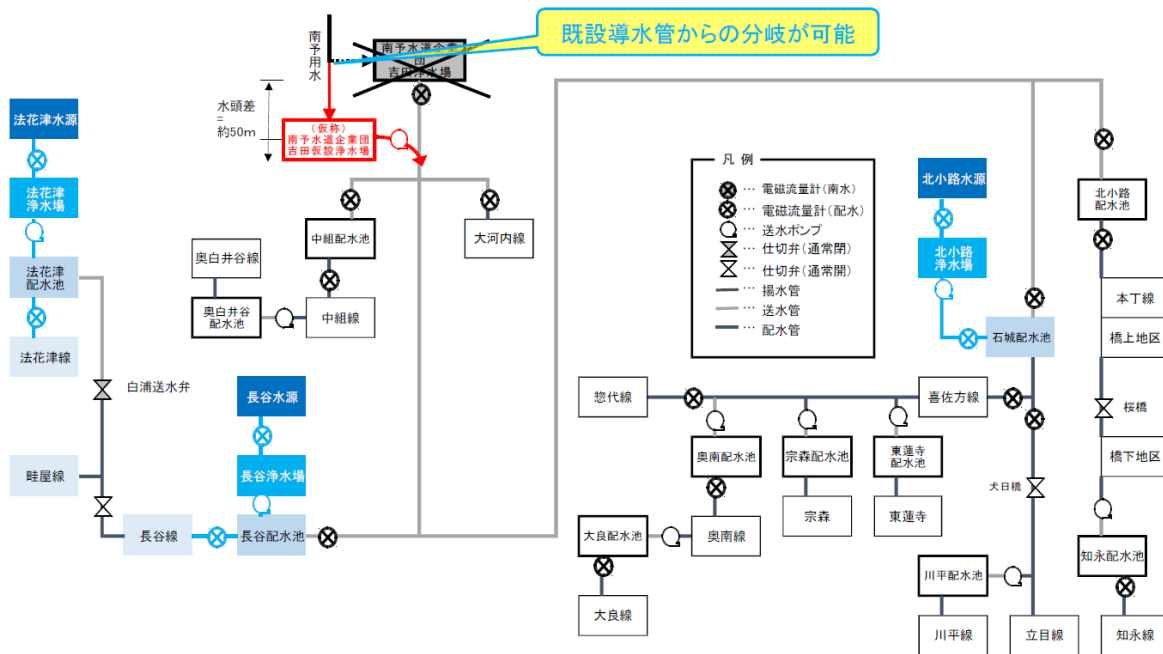 既設導水管からの分岐が可能
南予用水
南予水道企業
団
吉田浄水場
水頭差
=
約50m
(仮称)
南予水道企業団
吉田仮設浄水場
法花津水源
法花津
浄水場
法花津
配水池
法花津線
白浦送水弁
畦屋線
長谷線
長谷水源
長谷浄水場
長谷配水池
奥白井谷線
奥白井谷
配水池
中組配水池
中組線
大河内線
凡 例
… 電磁流量計(南水)
… 電磁流量計(配水)
… 送水ポンプ
… 仕切弁(通常閉)
… 仕切弁(通常開)
… 揚水管
… 送水管
… 配水管
北小路水源
北小路
浄水場
石城配水池
北小路
配水池
本丁線
橋上地区
桜橋
橋下地区
知永配水池
知永線
惣代線
喜佐方線
奥南配水池
宗森配水池
東蓮寺
配水池
宗森
東蓮寺
奥南線
大良配水池
大良線
犬日橋
川平配水池
川平線
立目線